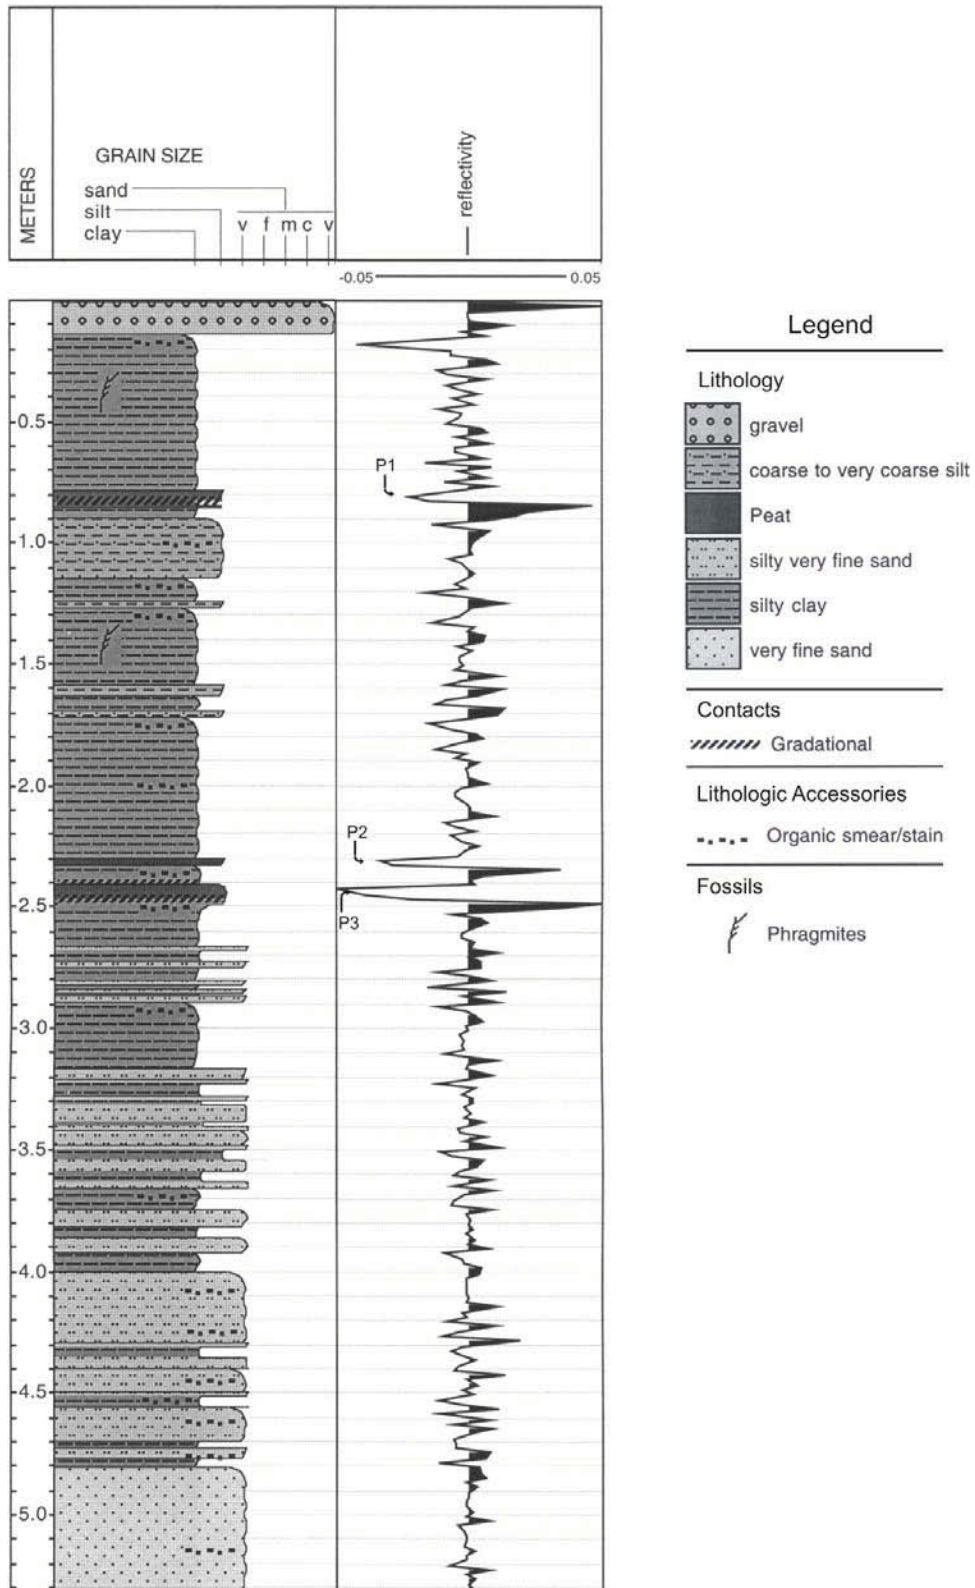 METERS
GRAIN SIZE
sand
silt
clay
v f m c v
reflectivity
-0.05 0.05
Legend
Lithology
gravel
coarse to very coarse silt
Peat
silty very fine sand
silty clay
very fine sand
Contacts
Gradational
Lithologic Accessories
Organic smear/stain
Fossils
Phragmites
-0.5
P1
-1.0
-1.5
-2.0
P2
-2.5
P3
-3.0
-3.5
-4.0
-4.5
-5.0